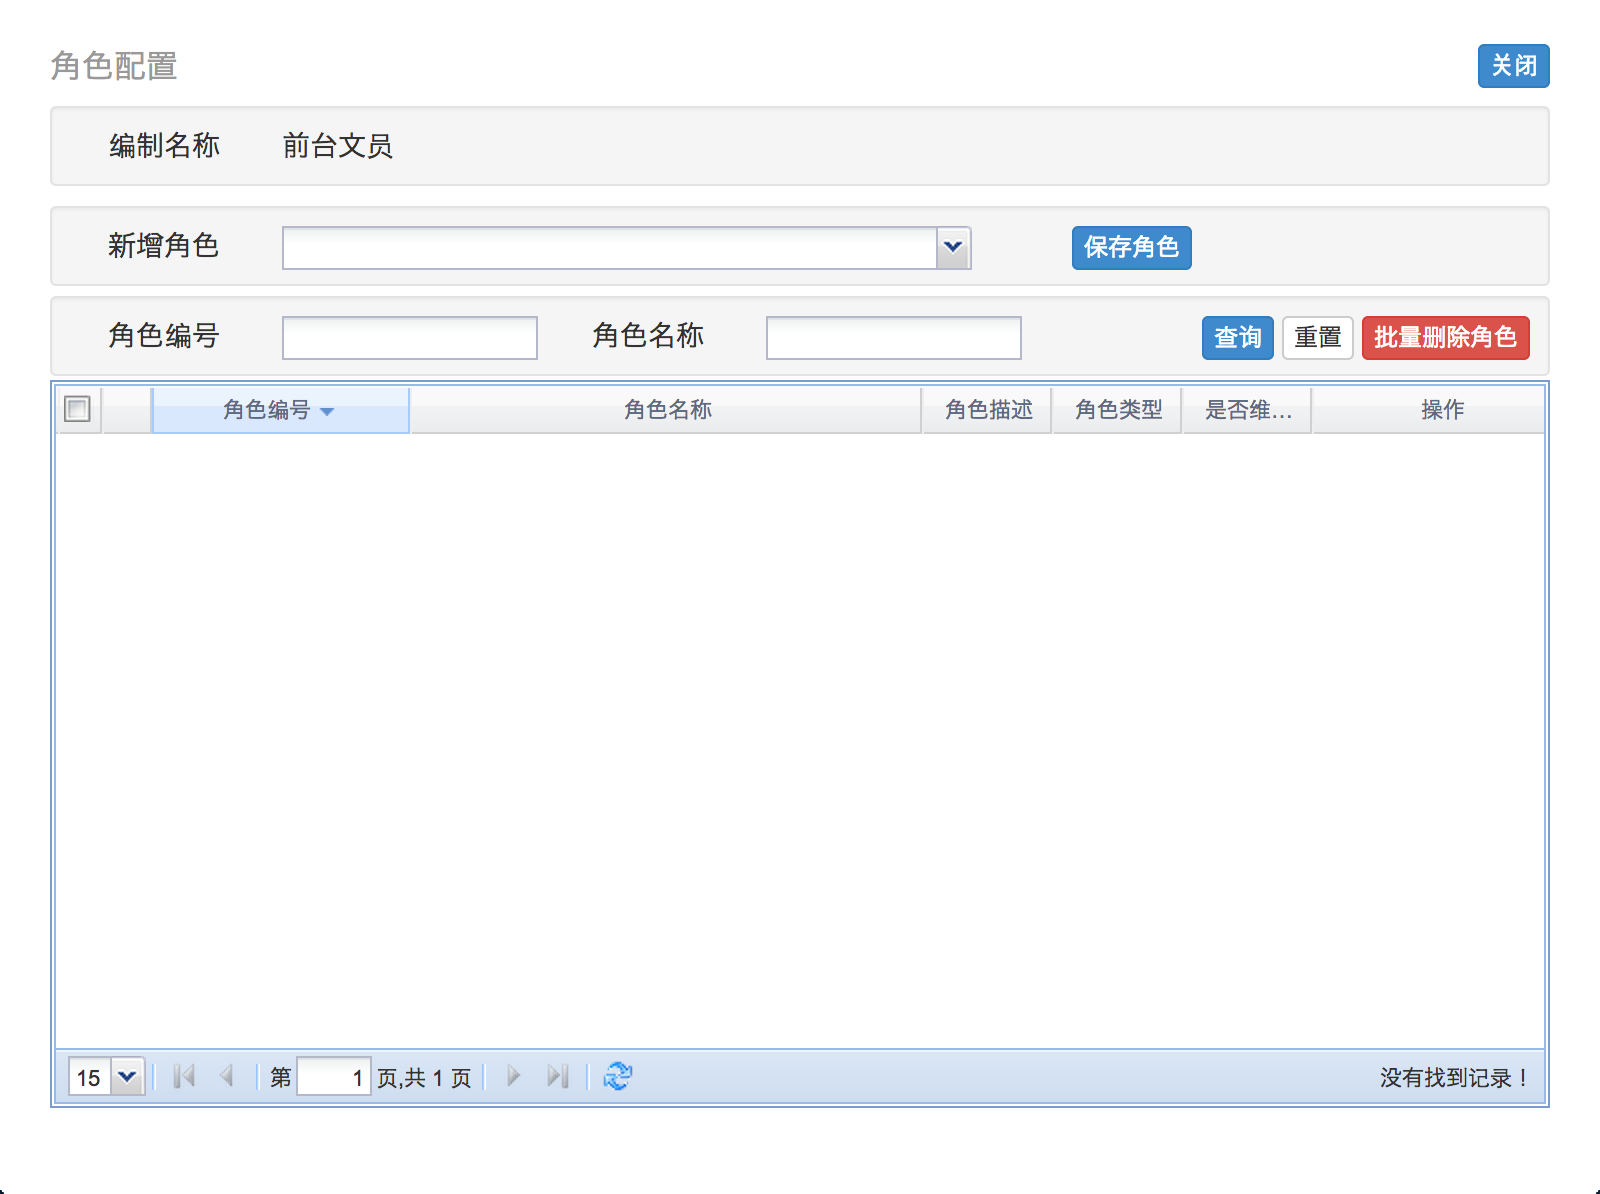 角色配置 关闭
编制名称 前台文员
新增角色 保存角色
角色编号 角色名称 查询 重置 批量删除角色
角色编号 角色名称 角色描述 角色类型 是否维... 操作
15 第 1 页,共 1 页 没有找到记录！